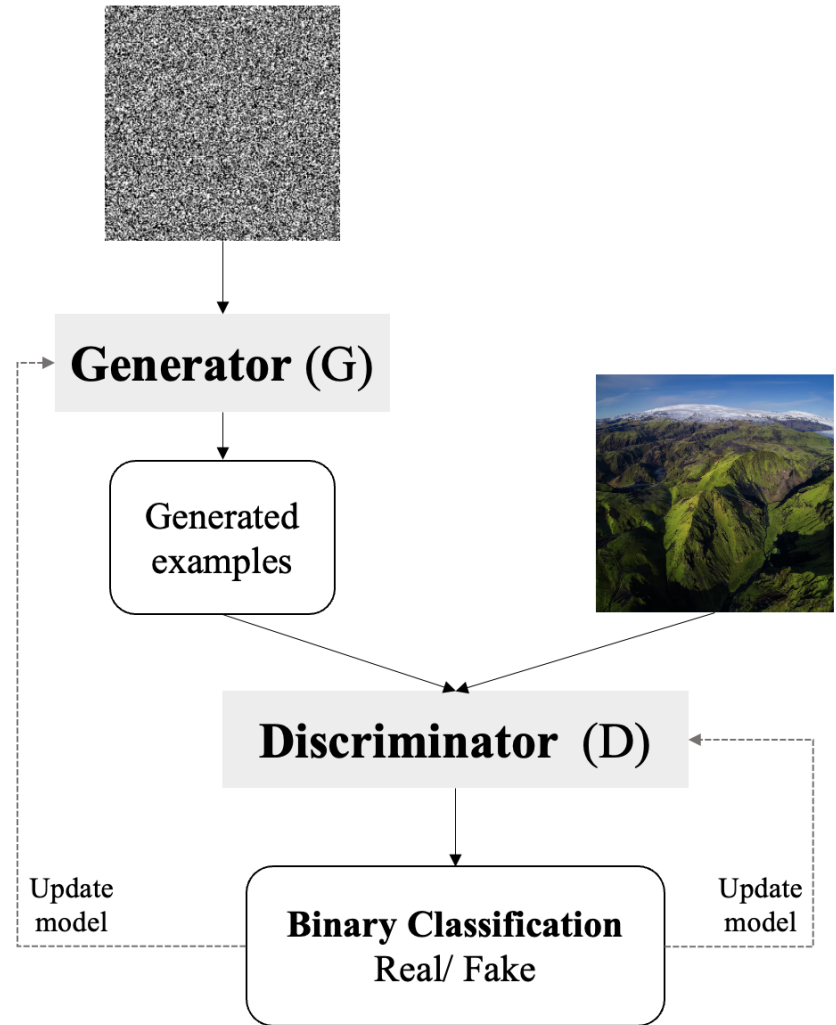 Generator (G)
Generated
examples
Discriminator (D)
Update
model
Binary Classification
Real/ Fake
Update
model